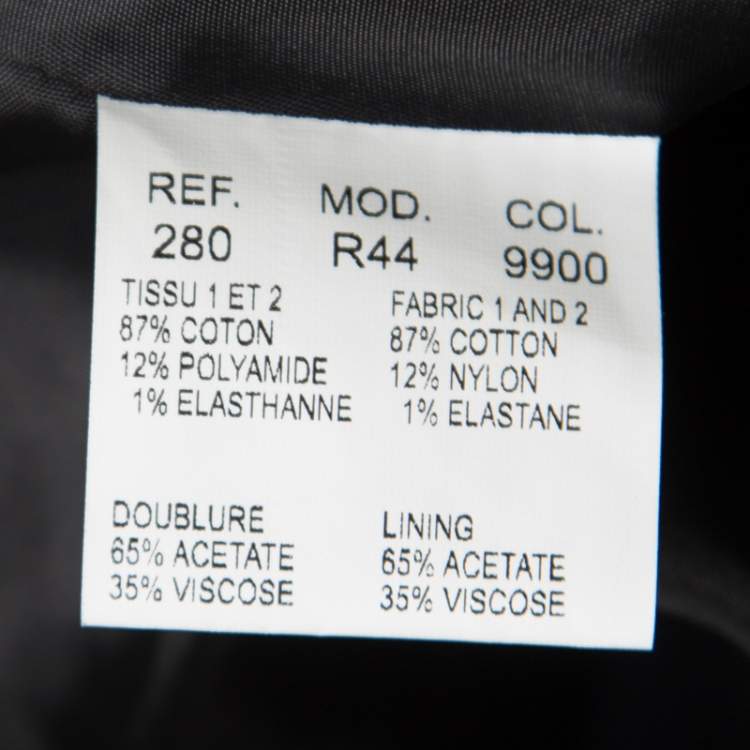 REF. MOD. COL.
280 R44 9900
TISSU 1 ET 2
87% COTON
12% POLYAMIDE
1% ELASTHANNE
FABRIC 1 AND 2
87% COTTON
12% NYLON
1% ELASTANE
DOUBLURE
65% ACETATE
35% VISCOSE
LINING
65% ACETATE
35% VISCOSE